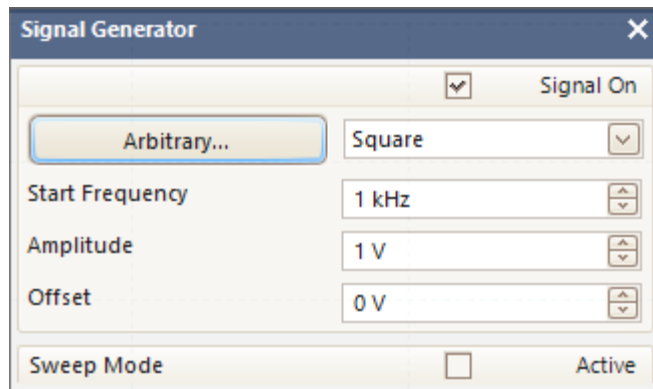 Signal Generator
Signal On
Arbitrary... Square
Start Frequency 1 kHz
Amplitude 1 V
Offset 0 V
Sweep Mode Active